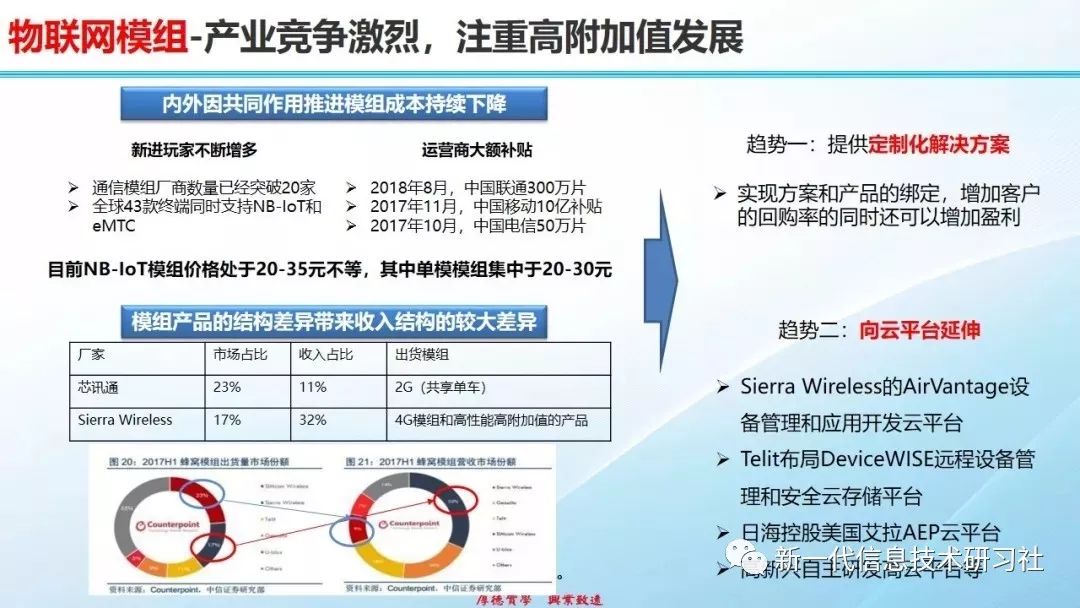 物联网模组-产业竞争激烈，注重高附加值发展
内外因共同作用推进模组成本持续下降
新进玩家不断增多
➢ 通信模组厂商数量已经突破20家
➢ 全球43款终端同时支持NB-IoT和
eMTC
运营商大额补贴
➢ 2018年8月，中国联通300万片
➢ 2017年11月，中国移动10亿补贴
➢ 2017年10月，中国电信50万片
目前NB-IoT模组价格处于20-35元不等，其中单模模组集中于20-30元
模组产品的结构差异带来收入结构的较大差异
厂家 市场占比 收入占比 出货模组
芯讯通 23% 11% 2G（共享单车）
Sierra Wireless 17% 32% 4G模组和高性能高附加值的产品
图 20：2017H1 蜂窝模组出货量市场份额
23%
17%
Counterpoint
Sierra Wireless
Telit
Gemalto
U-blox
Others
资料来源：Counterpoint，中信证券研究部
图 21：2017H1 蜂窝模组营收市场份额
Counterpoint
Sierra Wireless
Gemalto
Telit
U-blox
Others
资料来源：Counterpoint，中信证券研究部
。
趋势一：提供定制化解决方案
➢ 实现方案和产品的绑定，增加客户
的回购率的同时还可以增加盈利
趋势二：向云平台延伸
➢ Sierra Wireless的AirVantage设
备管理和应用开发云平台
➢ Telit布局DeviceWISE远程设备管
理和安全云存储平台
➢ 日海控股美国艾拉AEP云平台
新一代信息技术研习社
厚德貫學 興業致遠